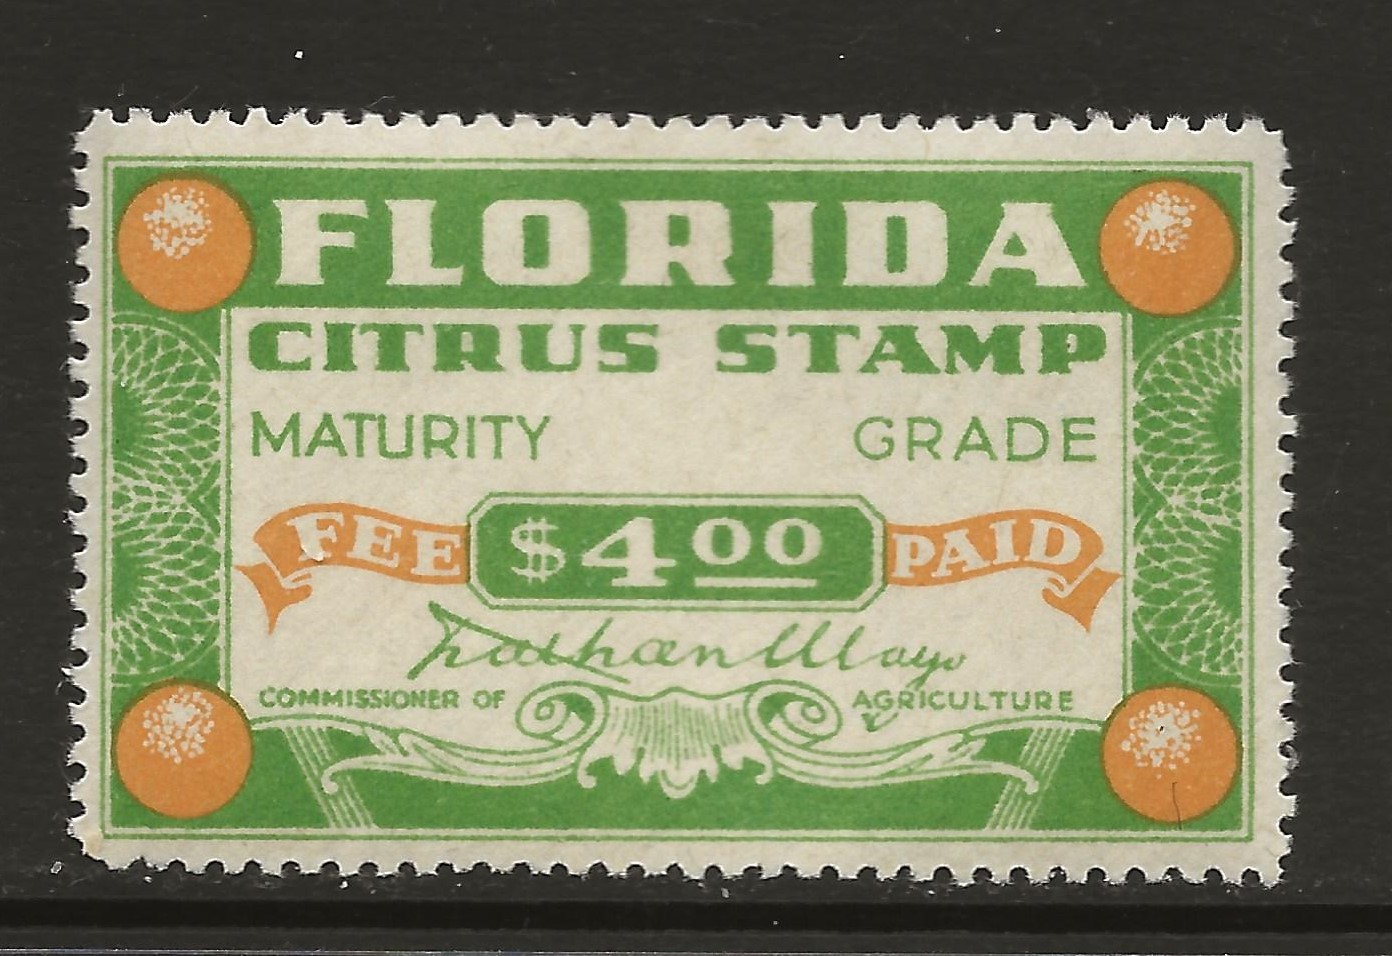 FLORIDA
CITRUS STAMP
MATURITY GRADE
FEE $4.00 PAID
Nathan Mayo
COMMISSIONER OF AGRICULTURE